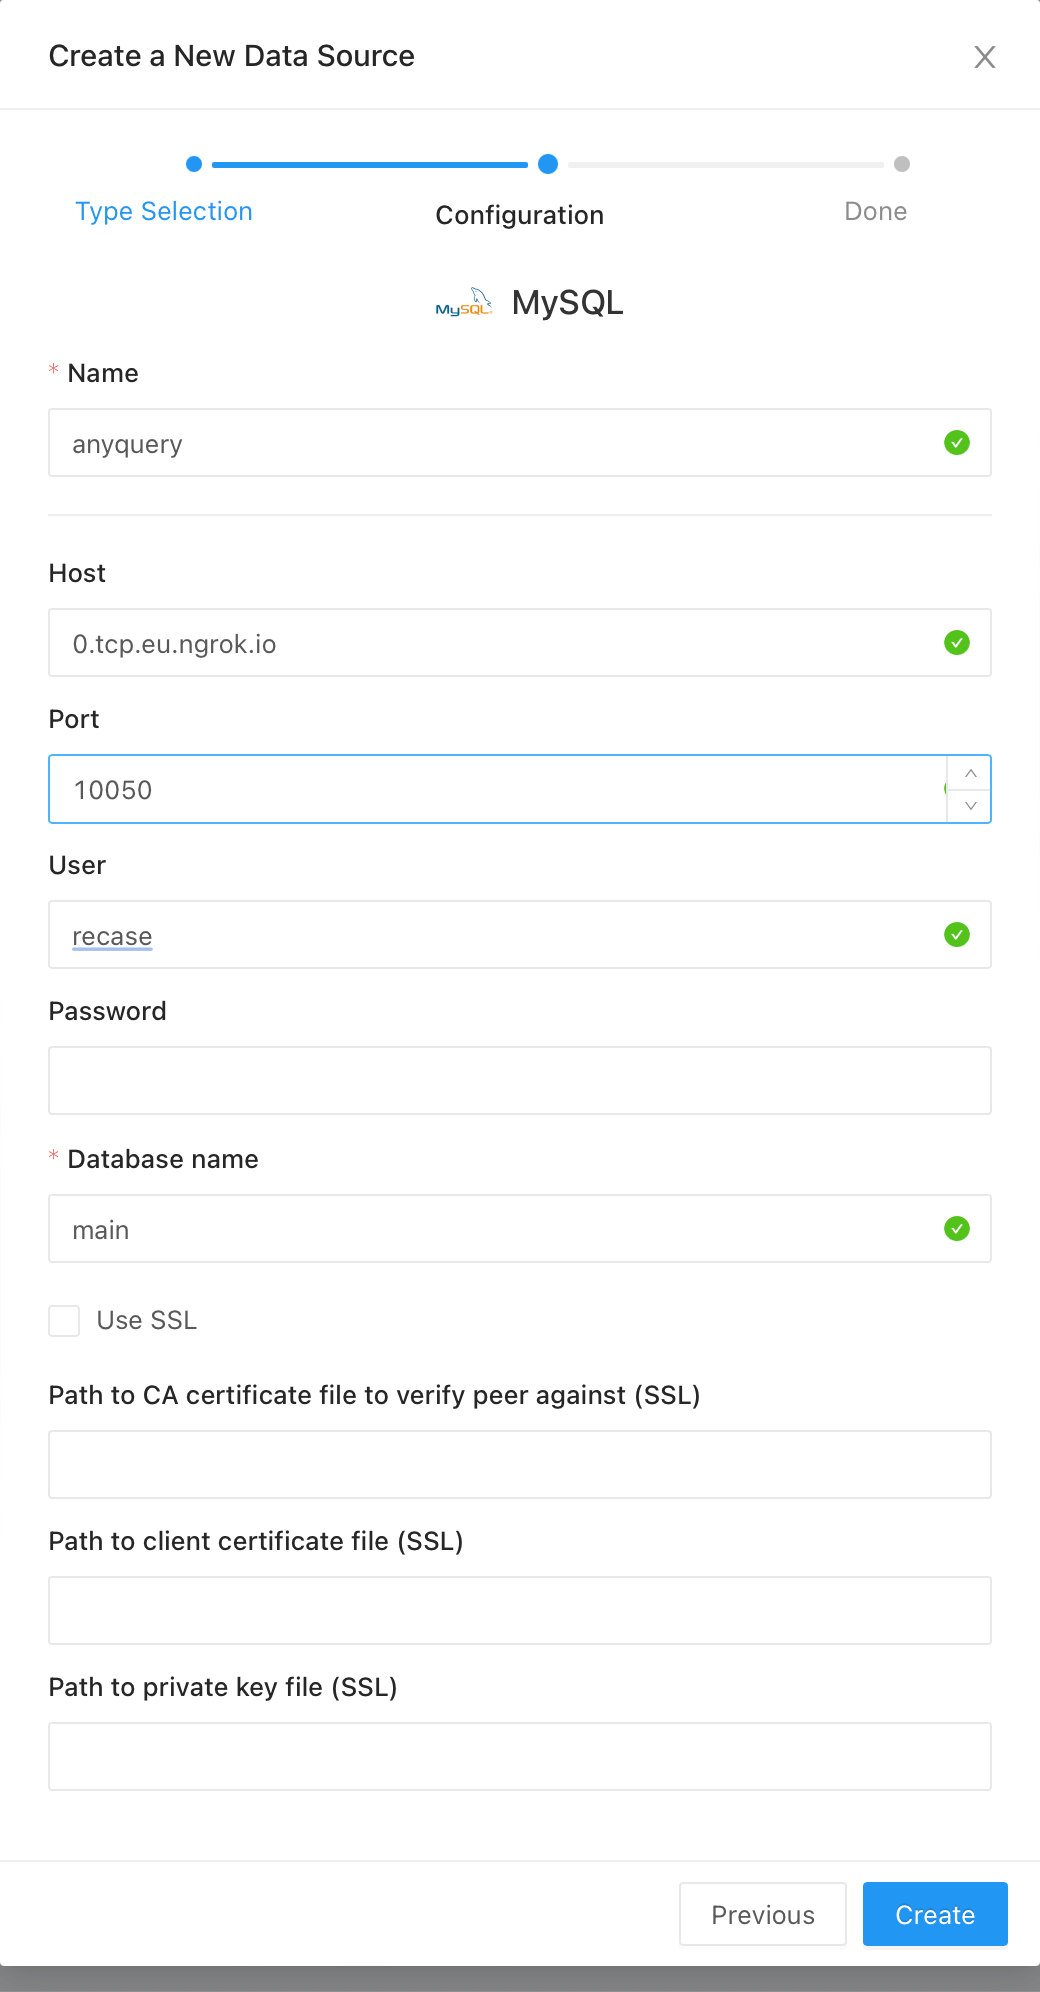 Create a New Data Source
Type Selection
Configuration
Done
MySQL MySQL
* Name
anyquery
Host
0.tcp.eu.ngrok.io
Port
10050
User
recase
Password
* Database name
main
Use SSL
Path to CA certificate file to verify peer against (SSL)
Path to client certificate file (SSL)
Path to private key file (SSL)
Previous
Create